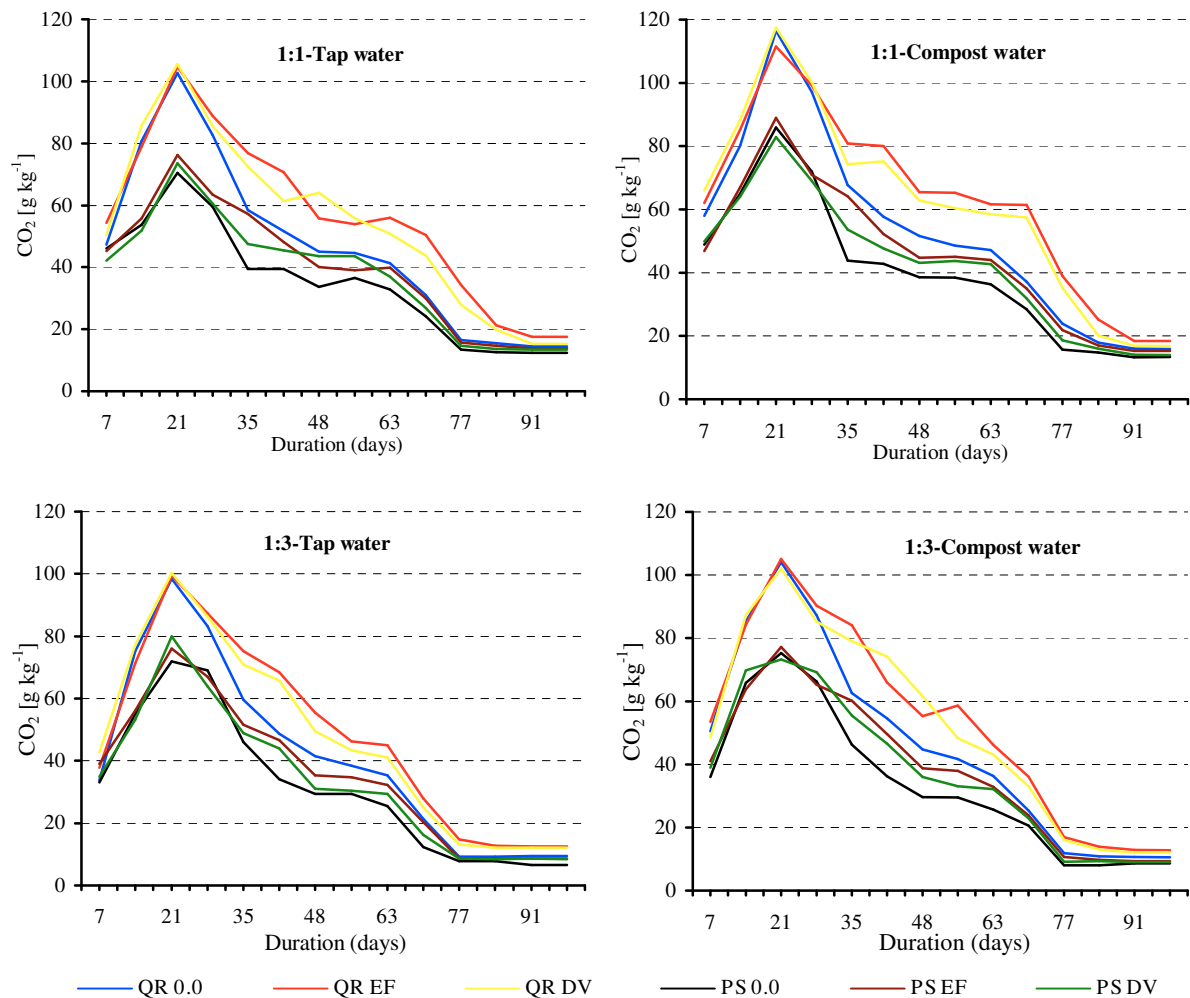 1:1-Tap water
CO₂ [g kg⁻¹]
120
100
80
60
40
20
0
7 21 35 48 63 77 91
Duration (days)
1:1-Compost water
CO₂ [g kg⁻¹]
120
100
80
60
40
20
0
7 21 35 48 63 77 91
Duration (days)
1:3-Tap water
CO₂ [g kg⁻¹]
120
100
80
60
40
20
0
7 21 35 48 63 77 91
Duration (days)
1:3-Compost water
CO₂ [g kg⁻¹]
120
100
80
60
40
20
0
7 21 35 48 63 77 91
Duration (days)
QR 0.0 QR EF QR DV PS 0.0 PS EF PS DV